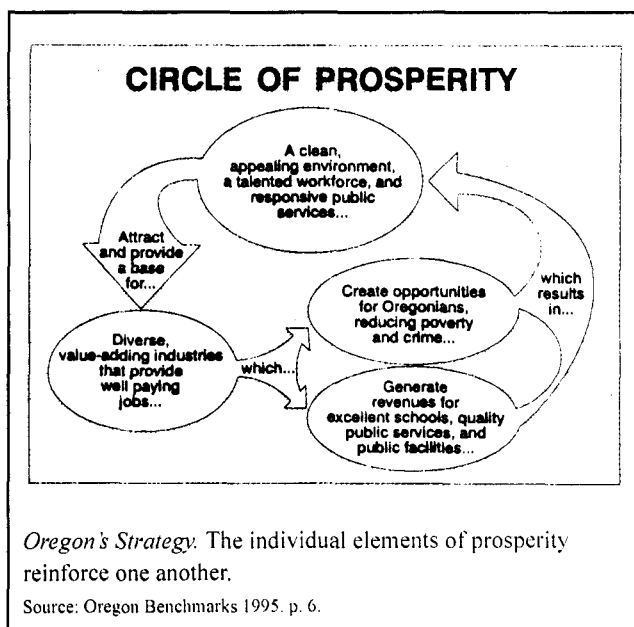 CIRCLE OF PROSPERITY
A clean,
appealing environment,
a talented workforce, and
responsive public
services...
Attract
and provide
a base
for...
Diverse,
value-adding industries
that provide
well paying
jobs...
which...
Create opportunities
for Oregonians,
reducing poverty
and crime...
Generate
revenues for
excellent schools, quality
public services, and
public facilities...
which
results
in...
Oregon's Strategy. The individual elements of prosperity
reinforce one another.
Source: Oregon Benchmarks 1995. p. 6.